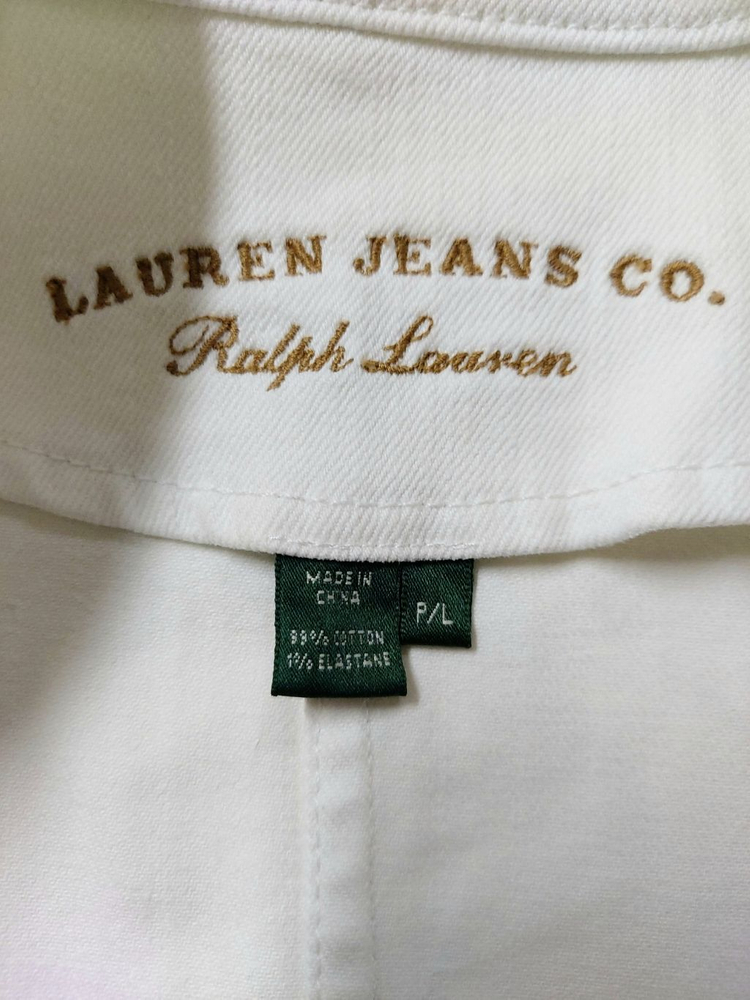 LAUREN JEANS CO.
Ralph Lauren
MADE IN
CHINA
99% COTTON
1% ELASTANE
P/L